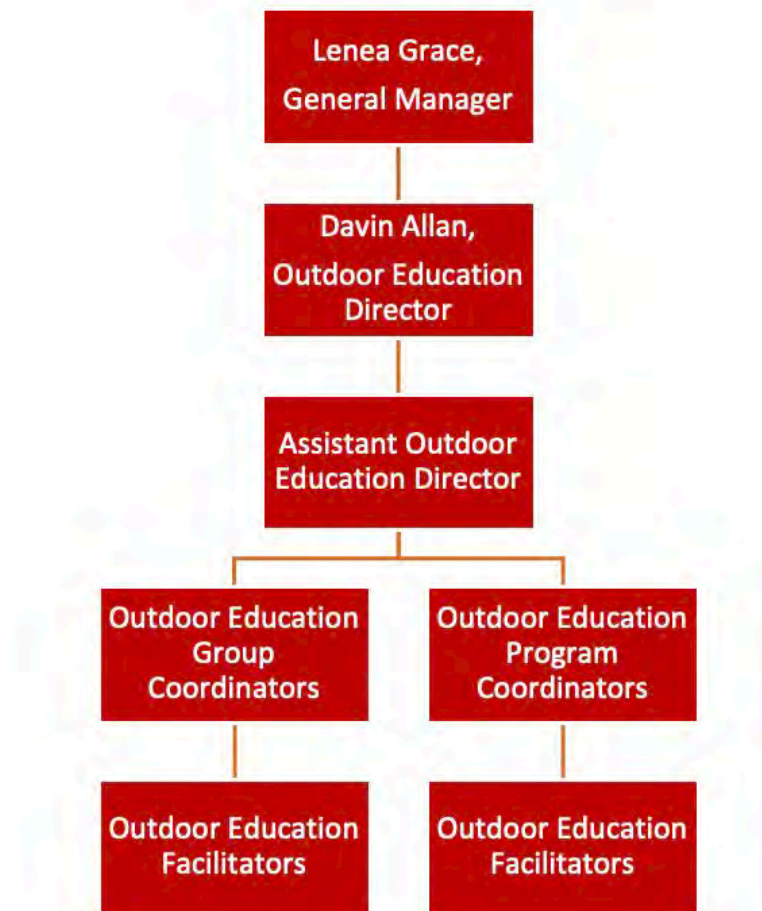 Lenea Grace,
General Manager
Davin Allan,
Outdoor Education
Director
Assistant Outdoor
Education Director
Outdoor Education
Group
Coordinators
Outdoor Education
Program
Coordinators
Outdoor Education
Facilitators
Outdoor Education
Facilitators